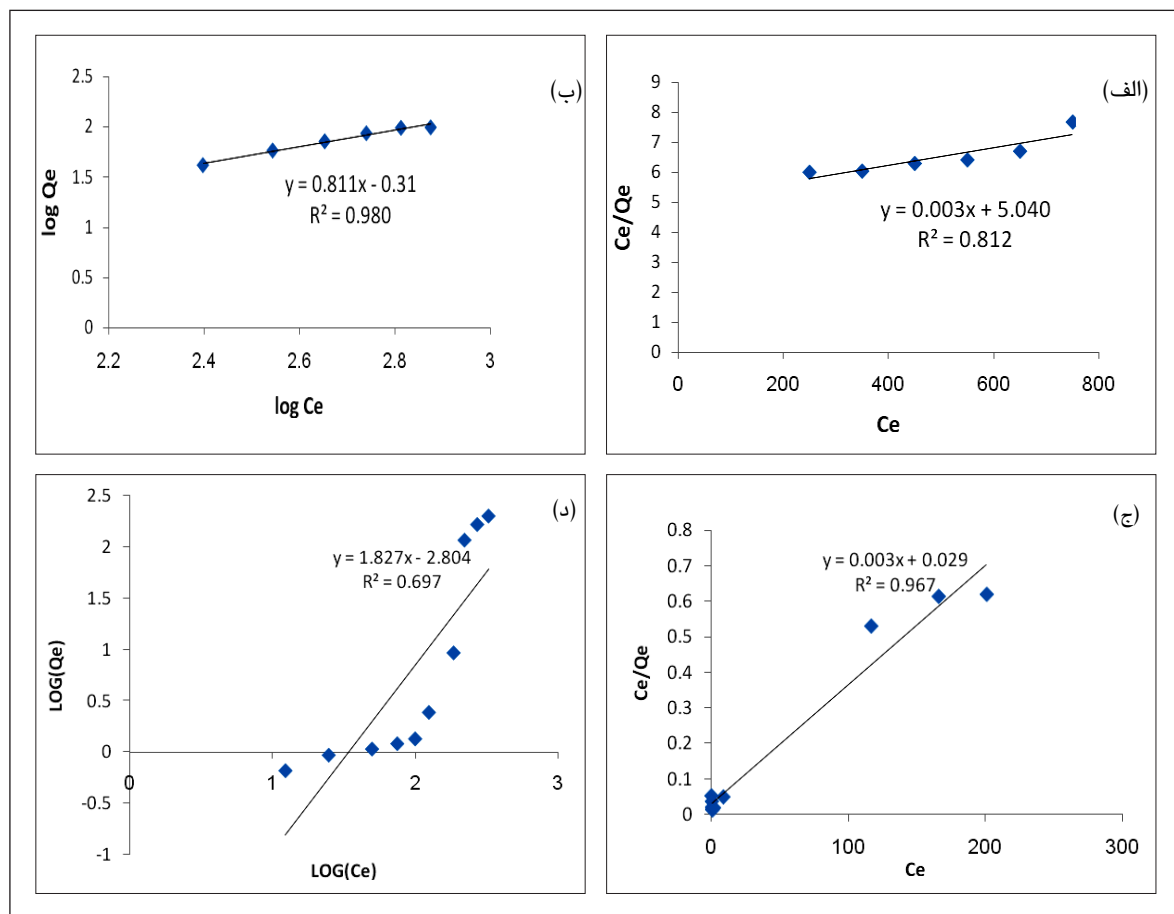 (الف)
9
8
7
6
5
4
3
2
1
0
Ce/Qe
y = 0.003x + 5.040
R² = 0.812
0 200 400 600 800
Ce
(ب)
2.5
2
1.5
1
0.5
0
log Qe
y = 0.811x - 0.31
R² = 0.980
2.2 2.4 2.6 2.8 3
log Ce
(ج)
0.8
0.7
0.6
0.5
0.4
0.3
0.2
0.1
0
Ce/Qe
y = 0.003x + 0.029
R² = 0.967
0 100 200 300
Ce
(د)
2.5
2
1.5
1
0.5
0
-0.5
-1
LOG(Qe)
y = 1.827x - 2.804
R² = 0.697
0 1 2 3
LOG(Ce)